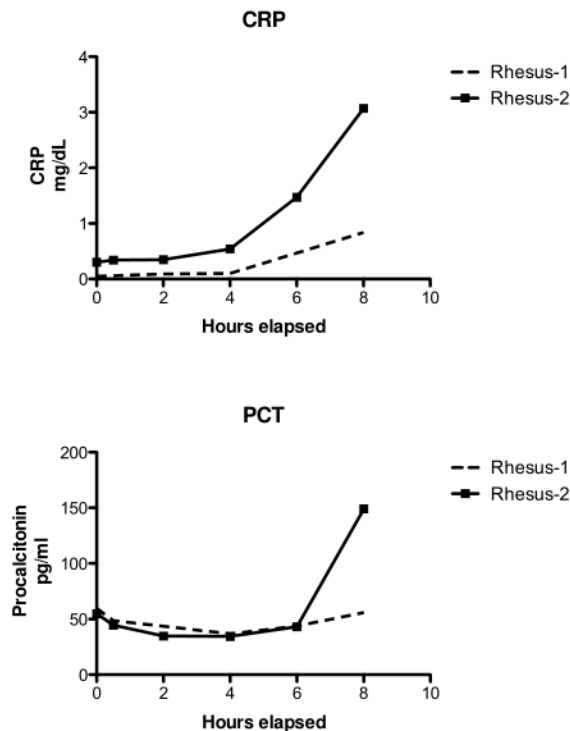 CRP
4
3
2
1
0
CRP
mg/dL
0 2 4 6 8 10
Hours elapsed
Rhesus-1
Rhesus-2
PCT
200
150
100
50
0
Procalcitonin
pg/ml
0 2 4 6 8 10
Hours elapsed
Rhesus-1
Rhesus-2